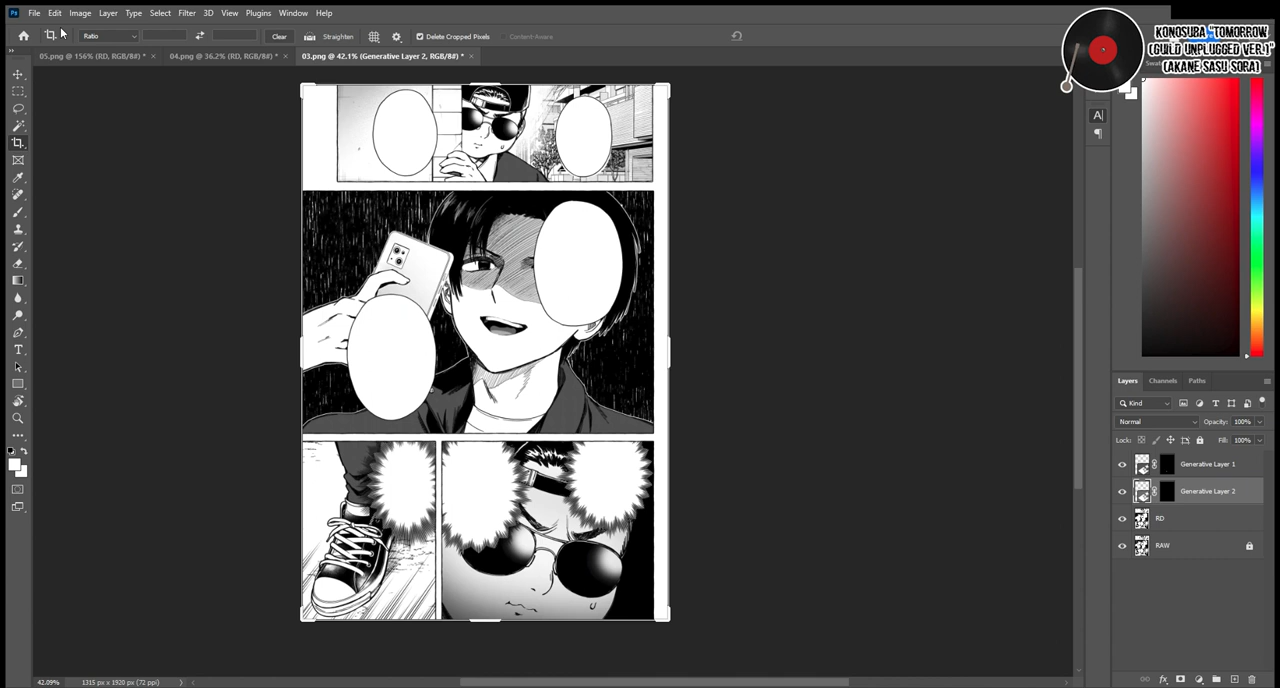 File Edit Image Layer Type Select Filter 3D View Plugins Window Help
Ratio Clear Straighten Delete Cropped Pixels Content-Aware
05.png @ 156% (RD, RGB/8#) * × 04.png @ 36.2% (RD, RGB/8#) * × 03.png @ 42.1% (Generative Layer 2, RGB/8#) * ×
KONOSUBA "TOMORROW
(GUILD UNPLUGGED VER.)"
(AKANE SASU SORA)
Layers Channels Paths
Kind
Normal Opacity: 100%
Lock: Fill: 100%
Generative Layer 1
Generative Layer 2
RD
RAW
42.09% 1315 px x 1920 px (72 ppi)